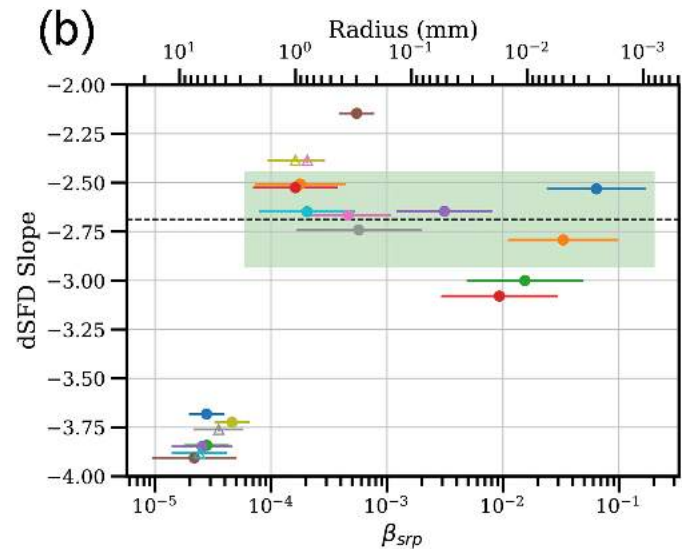 (b)
Radius (mm)
10¹ 10⁰ 10⁻¹ 10⁻² 10⁻³
−2.00
−2.25
−2.50
−2.75
−3.00
−3.25
−3.50
−3.75
−4.00
dSFD Slope
10⁻⁵ 10⁻⁴ 10⁻³ 10⁻² 10⁻¹
βsrp